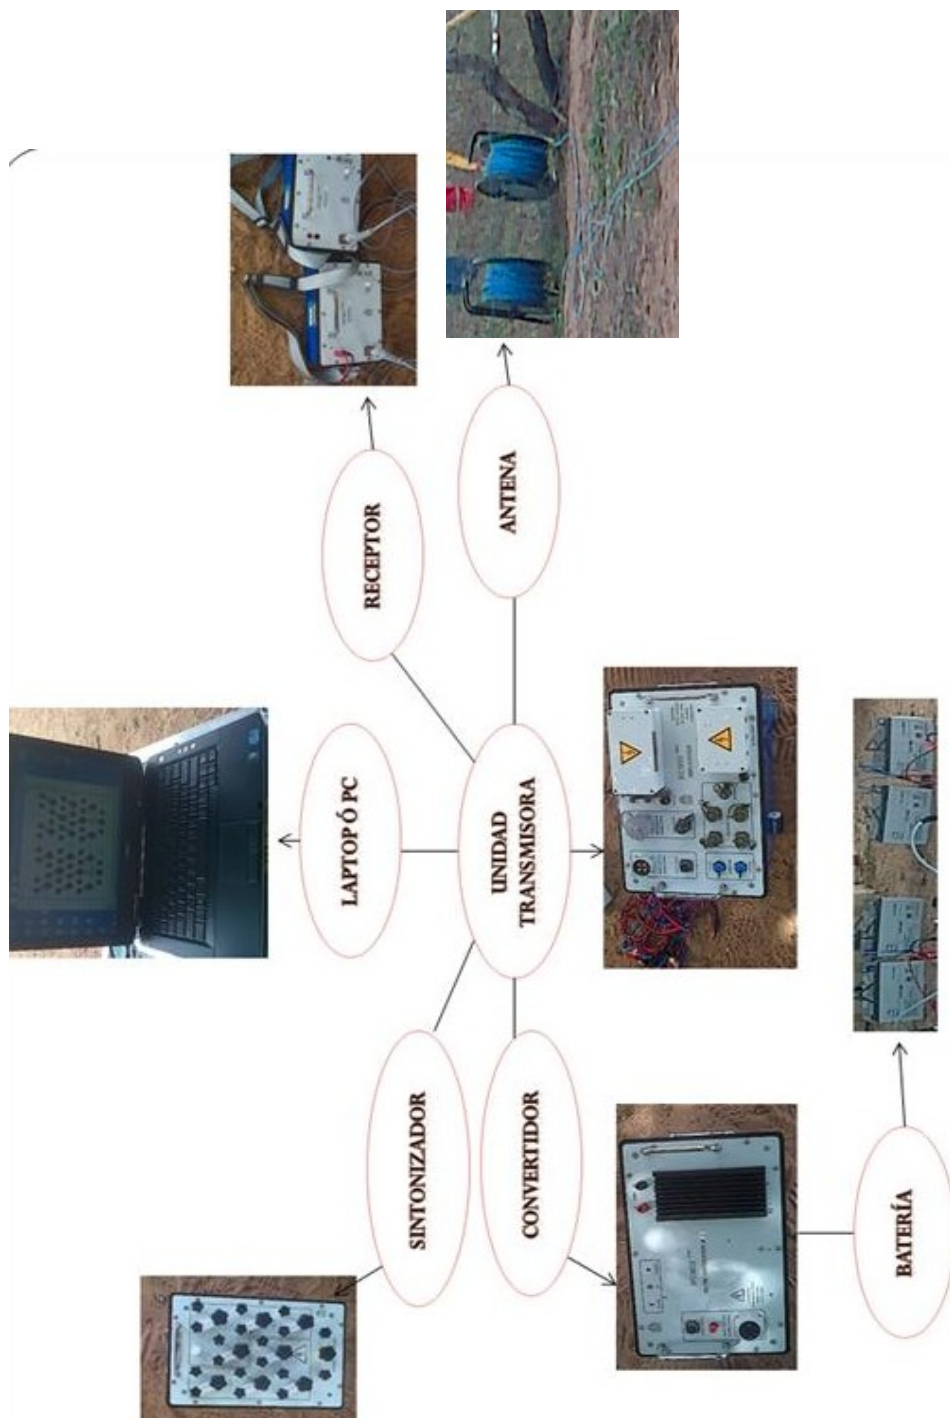 RECEPTOR
ANTENA
LAPTOP Ó PC
UNIDAD
TRANSMISORA
SINTONIZADOR
CONVERTIDOR
BATERÍA